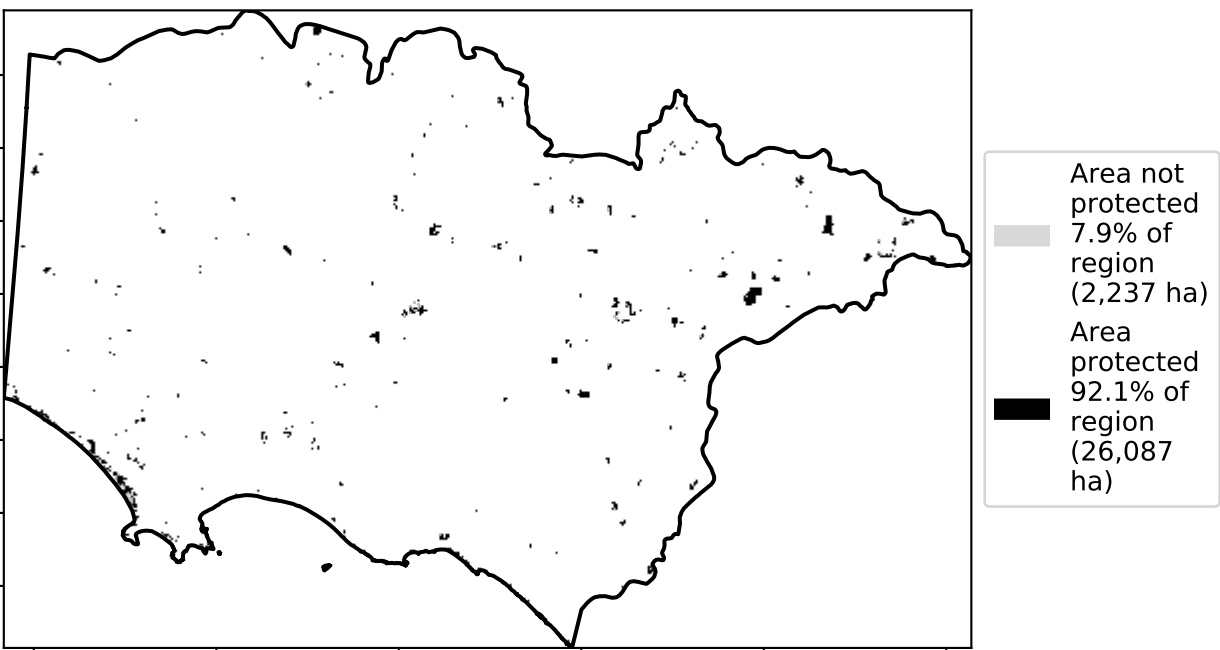 Area not
protected
7.9% of
region
(2,237 ha)
Area
protected
92.1% of
region
(26,087
ha)